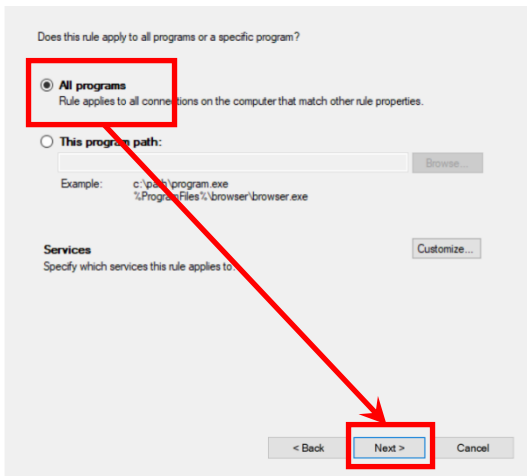 Does this rule apply to all programs or a specific program?
All programs
Rule applies to all connections on the computer that match other rule properties.
This program path:
Browse...
Example: c:\path\program.exe
%ProgramFiles%\browser\browser.exe
Services
Customize...
Specify which services this rule applies to.
< Back Next > Cancel